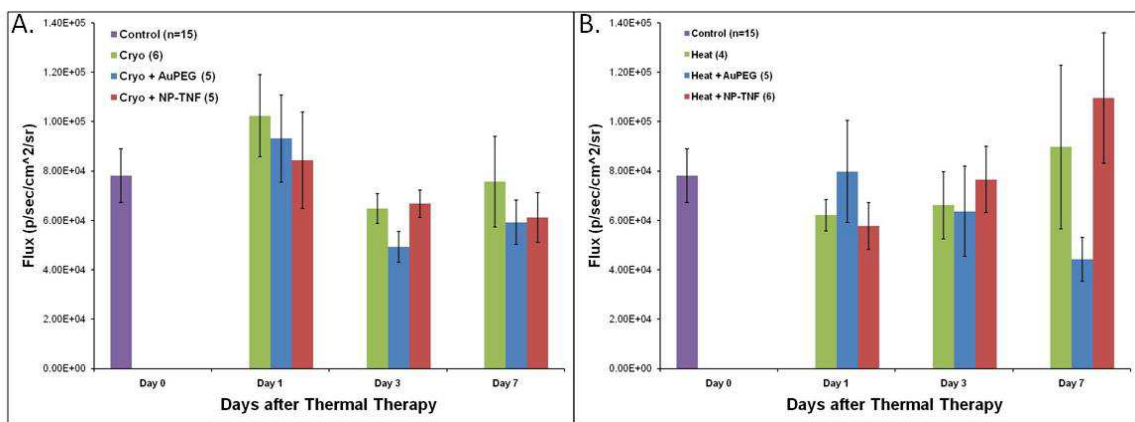 A.
1.40E+05
1.20E+05
1.00E+05
8.00E+04
6.00E+04
4.00E+04
2.00E+04
0.00E+00
Flux (p/sec/cm^2/sr)
Control (n=15)
Cryo (6)
Cryo + AuPEG (5)
Cryo + NP-TNF (5)
Day 0 Day 1 Day 3 Day 7
Days after Thermal Therapy
B.
1.40E+05
1.20E+05
1.00E+05
8.00E+04
6.00E+04
4.00E+04
2.00E+04
0.00E+00
Flux (p/sec/cm^2/sr)
Control (n=15)
Heat (4)
Heat + AuPEG (5)
Heat + NP-TNF (6)
Day 0 Day 1 Day 3 Day 7
Days after Thermal Therapy